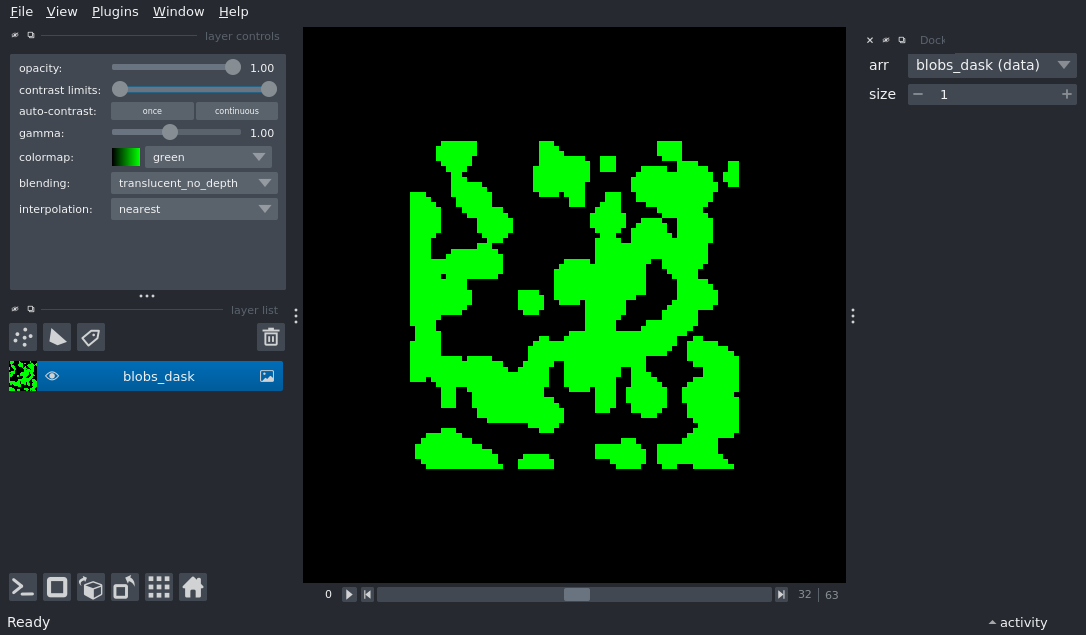 File View Plugins Window Help
layer controls
opacity: 1.00
contrast limits:
auto-contrast: once continuous
gamma: 1.00
colormap: green
blending: translucent_no_depth
interpolation: nearest
layer list
blobs_dask
0 32 63
Ready
Dock
arr blobs_dask (data)
size 1
activity